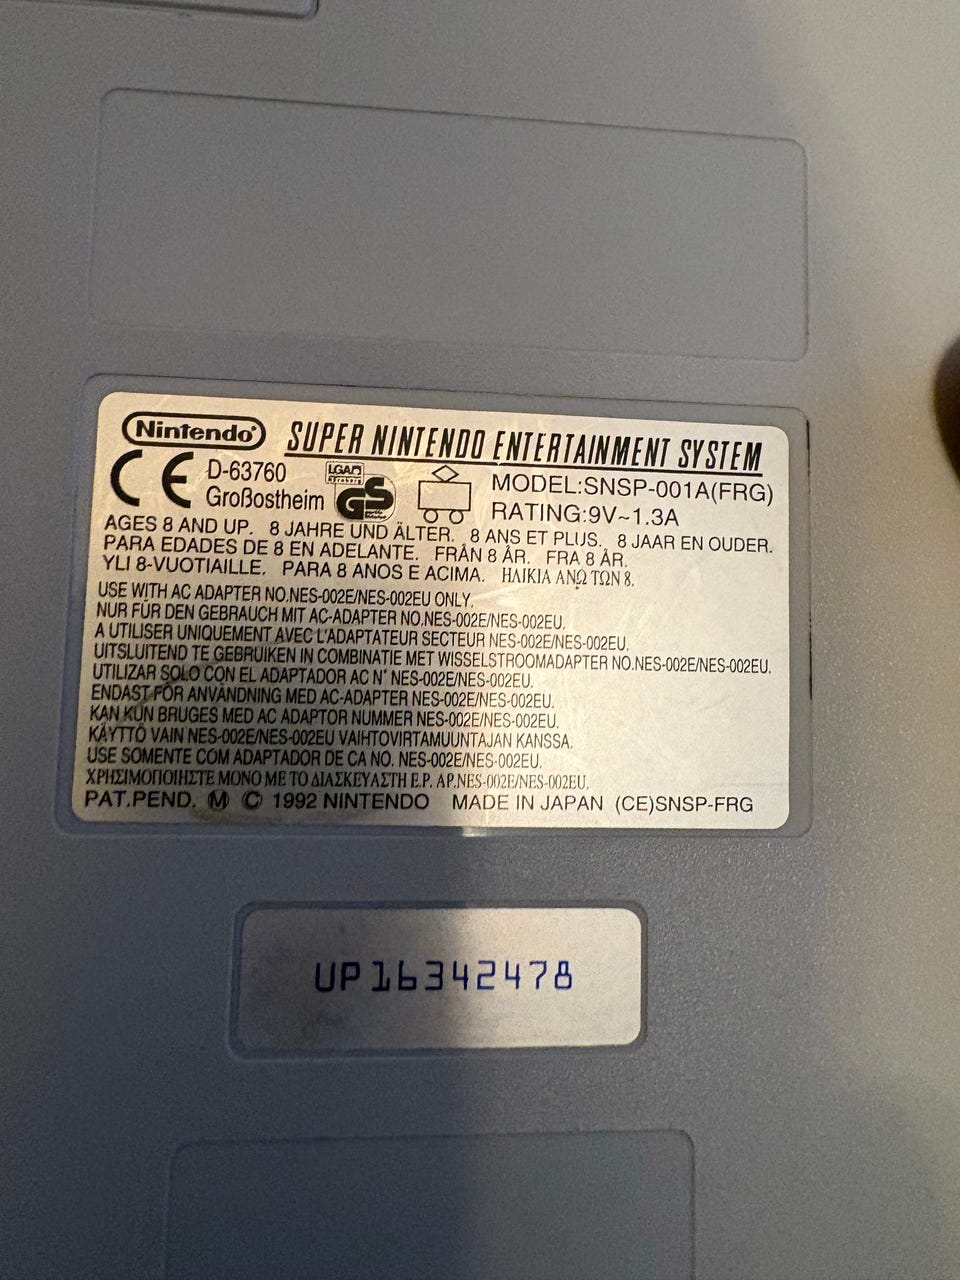 Nintendo® SUPER NINTENDO ENTERTAINMENT SYSTEM
CE D-63760 LGA MODEL:SNSP-001A(FRG)
Großostheim GS RATING:9V~1.3A
AGES 8 AND UP. 8 JAHRE UND ÄLTER. 8 ANS ET PLUS. 8 JAAR EN OUDER.
PARA EDADES DE 8 EN ADELANTE. FRÅN 8 ÅR. FRA 8 ÅR.
YLI 8-VUOTIAILLE. PARA 8 ANOS E ACIMA. ΗΛΙΚΙΑ ΑΝΩ ΤΩΝ 8.
USE WITH AC ADAPTER NO.NES-002E/NES-002EU ONLY.
NUR FÜR DEN GEBRAUCH MIT AC-ADAPTER NO.NES-002E/NES-002EU.
A UTILISER UNIQUEMENT AVEC L'ADAPTATEUR SECTEUR NES-002E/NES-002EU.
UITSLUITEND TE GEBRUIKEN IN COMBINATIE MET WISSELSTROOMADAPTER NO.NES-002E/NES-002EU.
UTILIZAR SOLO CON EL ADAPTADOR AC N° NES-002E/NES-002EU.
ENDAST FÖR ANVÄNDNING MED AC-ADAPTER NES-002E/NES-002EU.
KAN KUN BRUGES MED AC ADAPTOR NUMMER NES-002E/NES-002EU.
KÄYTTÖ VAIN NES-002E/NES-002EU VAIHTOVIRTAMUUNTAJAN KANSSA.
USE SOMENTE COM ADAPTADOR DE CA NO. NES-002E/NES-002EU.
ΧΡΗΣΙΜΟΠΟΙΗΣΤΕ ΜΟΝΟ ΜΕ ΤΟ ΔΙΑΣΚΕΥΑΣΤΗ Ε.Ρ. ΑΡ.NES-002E/NES-002EU.
PAT.PEND. Ⓜ © 1992 NINTENDO MADE IN JAPAN (CE)SNSP-FRG
UP16342478